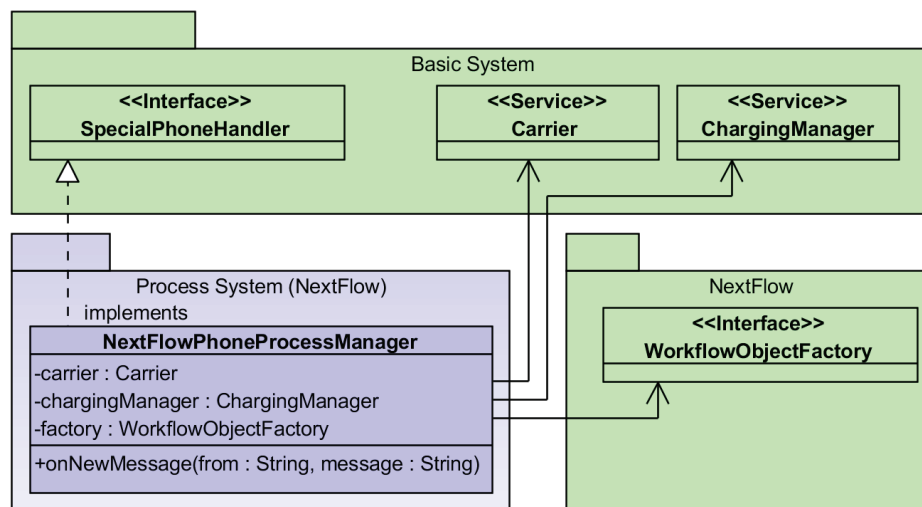 Basic System
<<Interface>>
SpecialPhoneHandler
<<Service>>
Carrier
<<Service>>
ChargingManager
Process System (NextFlow)
implements
NextFlowPhoneProcessManager
-carrier : Carrier
-chargingManager : ChargingManager
-factory : WorkflowObjectFactory
+onNewMessage(from : String, message : String)
NextFlow
<<Interface>>
WorkflowObjectFactory